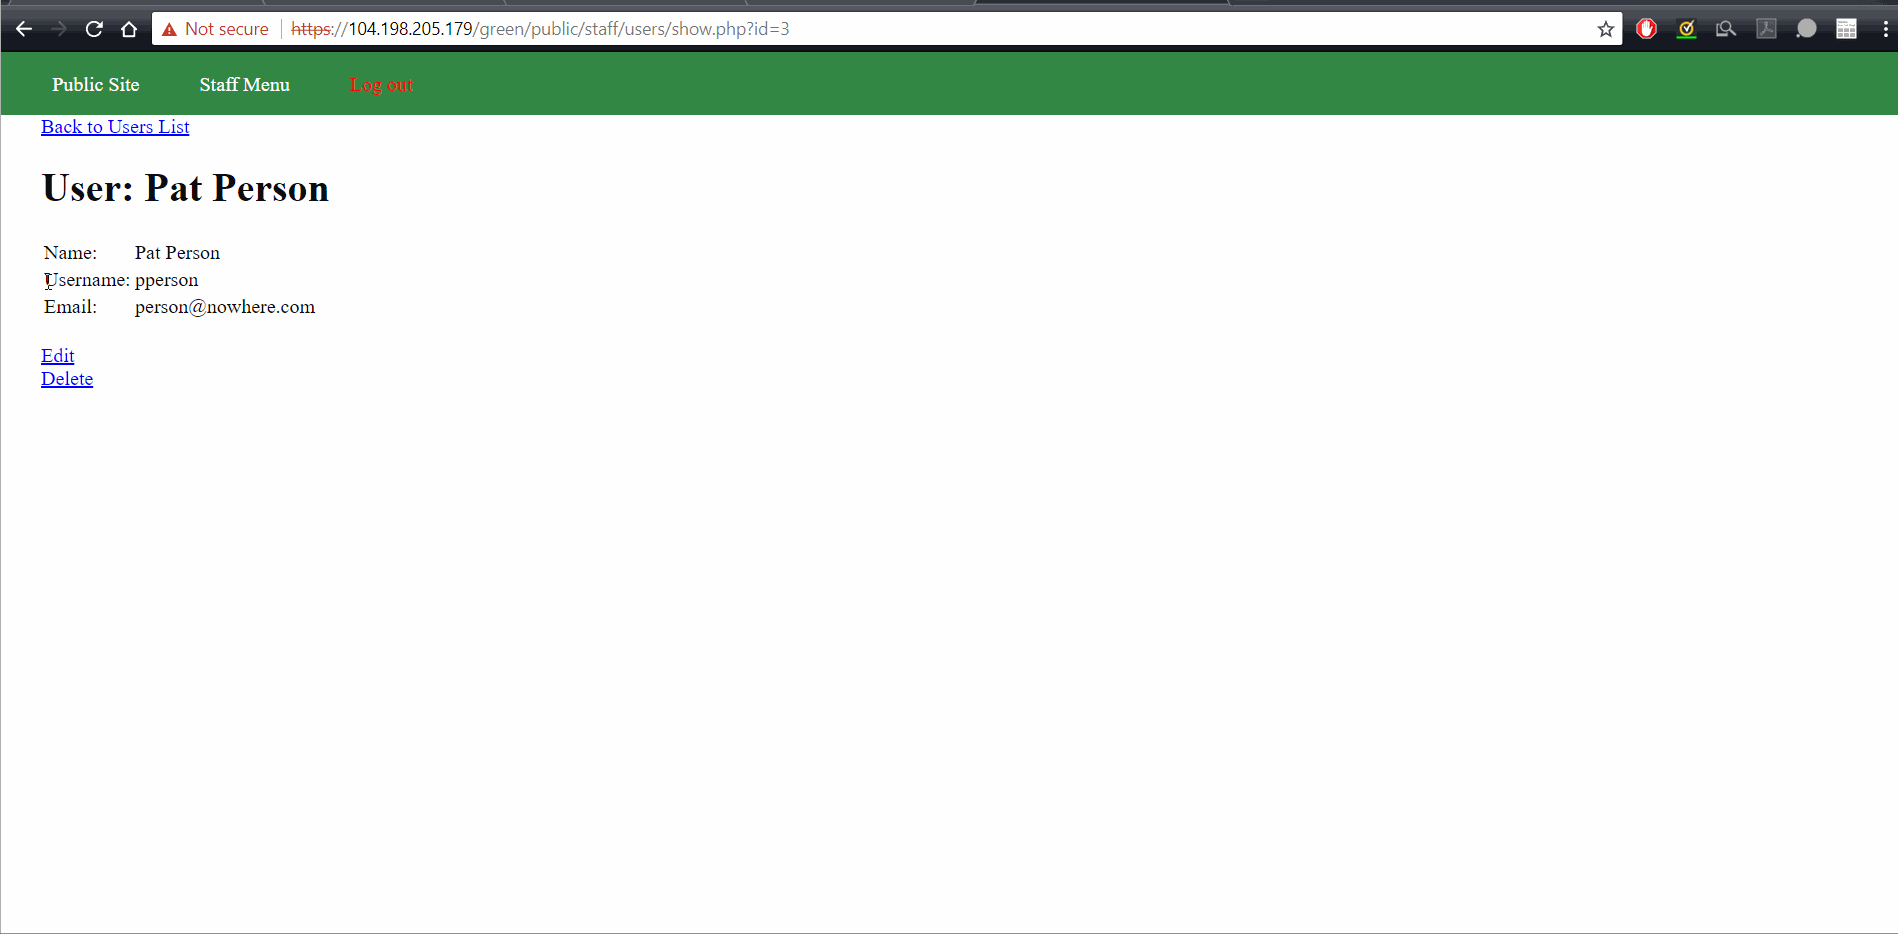 Not secure https://104.198.205.179/green/public/staff/users/show.php?id=3
Public Site Staff Menu Log out
Back to Users List
User: Pat Person
Name: Pat Person
Username: pperson
Email: person@nowhere.com
Edit
Delete